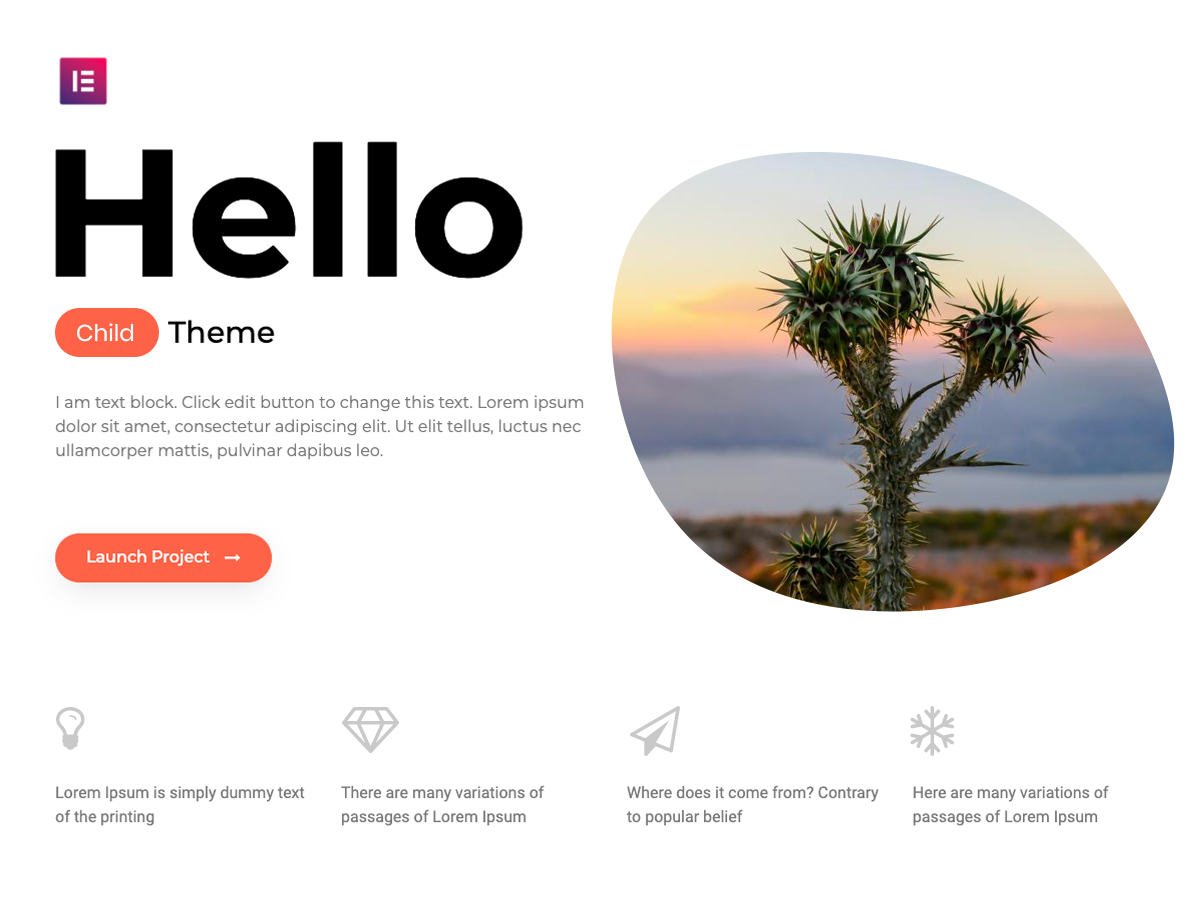 Hello
Child Theme
I am text block. Click edit button to change this text. Lorem ipsum
dolor sit amet, consectetur adipiscing elit. Ut elit tellus, luctus nec
ullamcorper mattis, pulvinar dapibus leo.
Launch Project
Lorem Ipsum is simply dummy text
of the printing
There are many variations of
passages of Lorem Ipsum
Where does it come from? Contrary
to popular belief
Here are many variations of
passages of Lorem Ipsum